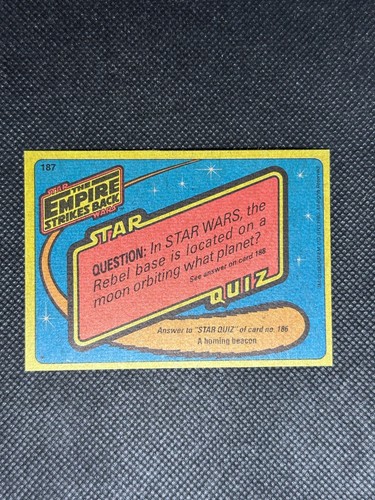 187
STAR
THE
EMPIRE
STRIKES BACK
WARS
STAR
QUESTION: In STAR WARS, the
Rebel base is located on a
moon orbiting what planet?
See answer on card 188
QUIZ
Answer to "STAR QUIZ" of card no. 186
A homing beacon